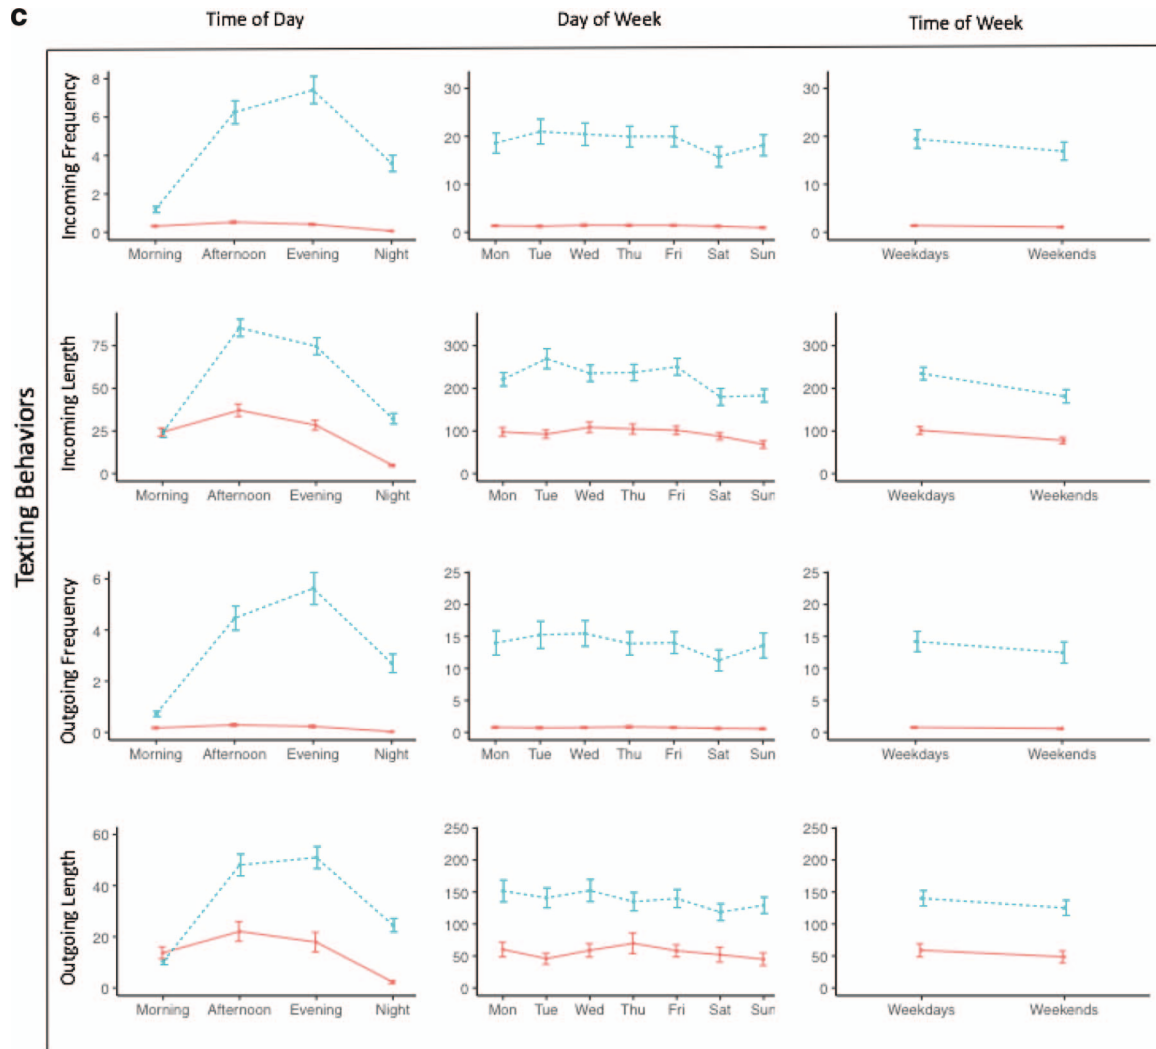 c
Time of Day
Day of Week
Time of Week
Texting Behaviors
Incoming Frequency
8
6
4
2
0
Morning Afternoon Evening Night
30
20
10
0
Mon Tue Wed Thu Fri Sat Sun
30
20
10
0
Weekdays Weekends
Incoming Length
75
50
25
0
Morning Afternoon Evening Night
300
200
100
0
Mon Tue Wed Thu Fri Sat Sun
300
200
100
0
Weekdays Weekends
Outgoing Frequency
6
4
2
0
Morning Afternoon Evening Night
25
20
15
10
5
0
Mon Tue Wed Thu Fri Sat Sun
25
20
15
10
5
0
Weekdays Weekends
Outgoing Length
60
40
20
0
Morning Afternoon Evening Night
250
200
150
100
50
0
Mon Tue Wed Thu Fri Sat Sun
250
200
150
100
50
0
Weekdays Weekends